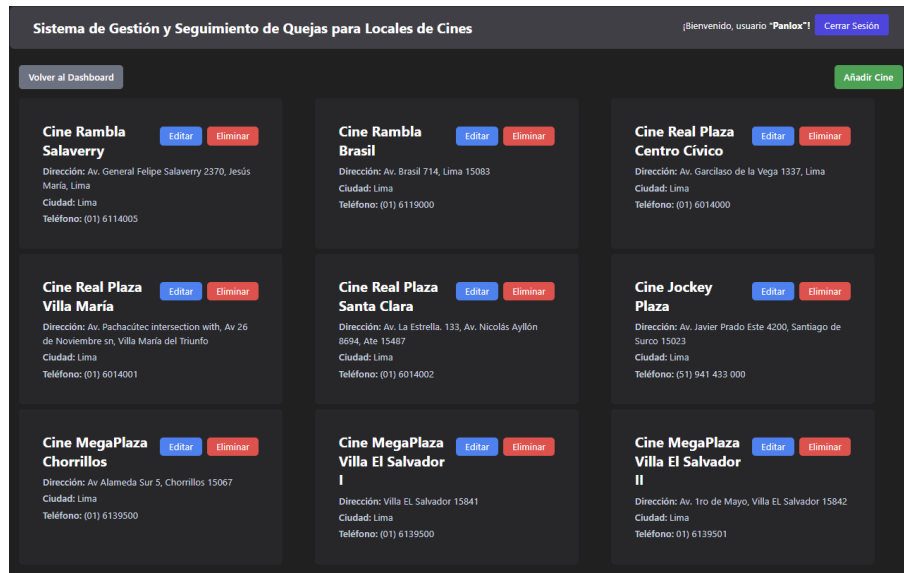 Sistema de Gestión y Seguimiento de Quejas para Locales de Cines
¡Bienvenido, usuario "Panlox"!
Cerrar Sesión
Volver al Dashboard
Añadir Cine
Cine Rambla
Salaverry
Editar
Eliminar
Dirección: Av. General Felipe Salaverry 2370, Jesús
María, Lima
Ciudad: Lima
Teléfono: (01) 6114005
Cine Rambla
Brasil
Editar
Eliminar
Dirección: Av. Brasil 714, Lima 15083
Ciudad: Lima
Teléfono: (01) 6119000
Cine Real Plaza
Centro Cívico
Editar
Eliminar
Dirección: Av. Garcilaso de la Vega 1337, Lima
Ciudad: Lima
Teléfono: (01) 6014000
Cine Real Plaza
Villa María
Editar
Eliminar
Dirección: Av. Pachacútec intersection with, Av 26
de Noviembre sn, Villa María del Triunfo
Ciudad: Lima
Teléfono: (01) 6014001
Cine Real Plaza
Santa Clara
Editar
Eliminar
Dirección: Av. La Estrella. 133, Av. Nicolás Ayllón
8694, Ate 15487
Ciudad: Lima
Teléfono: (01) 6014002
Cine Jockey
Plaza
Editar
Eliminar
Dirección: Av. Javier Prado Este 4200, Santiago de
Surco 15023
Ciudad: Lima
Teléfono: (51) 941 433 000
Cine MegaPlaza
Chorrillos
Editar
Eliminar
Dirección: Av Alameda Sur 5, Chorrillos 15067
Ciudad: Lima
Teléfono: (01) 6139500
Cine MegaPlaza
Villa El Salvador
I
Editar
Eliminar
Dirección: Villa EL Salvador 15841
Ciudad: Lima
Teléfono: (01) 6139500
Cine MegaPlaza
Villa El Salvador
II
Editar
Eliminar
Dirección: Av. 1ro de Mayo, Villa EL Salvador 15842
Ciudad: Lima
Teléfono: 01) 6139501